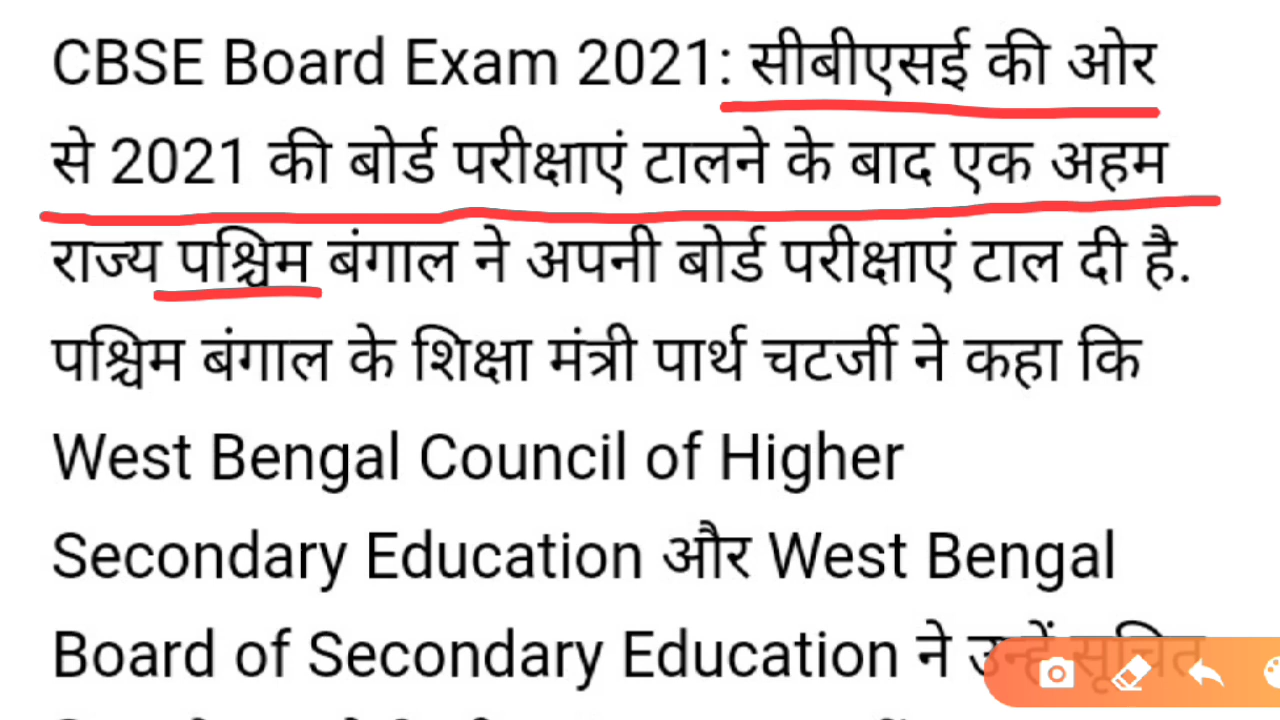 CBSE Board Exam 2021: सीबीएसई की ओर
से 2021 की बोर्ड परीक्षाएं टालने के बाद एक अहम
राज्य पश्चिम बंगाल ने अपनी बोर्ड परीक्षाएं टाल दी है.
पश्चिम बंगाल के शिक्षा मंत्री पार्थ चटर्जी ने कहा कि
West Bengal Council of Higher
Secondary Education और West Bengal
Board of Secondary Education ने उन्हें सूचित